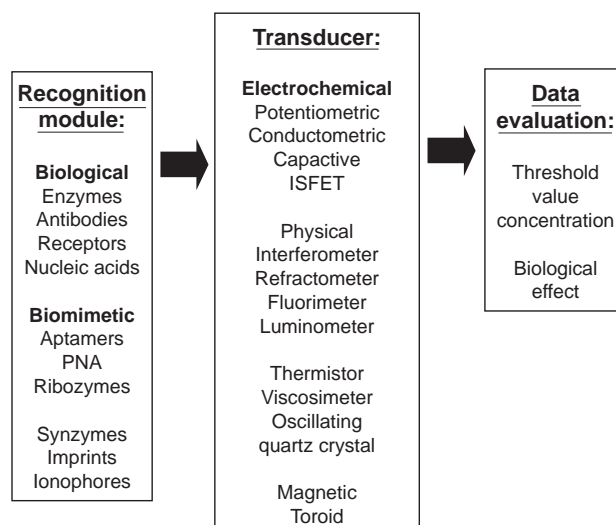 Recognition
module:
Biological
Enzymes
Antibodies
Receptors
Nucleic acids
Biomimetic
Aptamers
PNA
Ribozymes
Synzymes
Imprints
Ionophores
Transducer:
Electrochemical
Potentiometric
Conductometric
Capactive
ISFET
Physical
Interferometer
Refractometer
Fluorimeter
Luminometer
Thermistor
Viscosimeter
Oscillating
quartz crystal
Magnetic
Toroid
Data
evaluation:
Threshold
value
concentration
Biological
effect